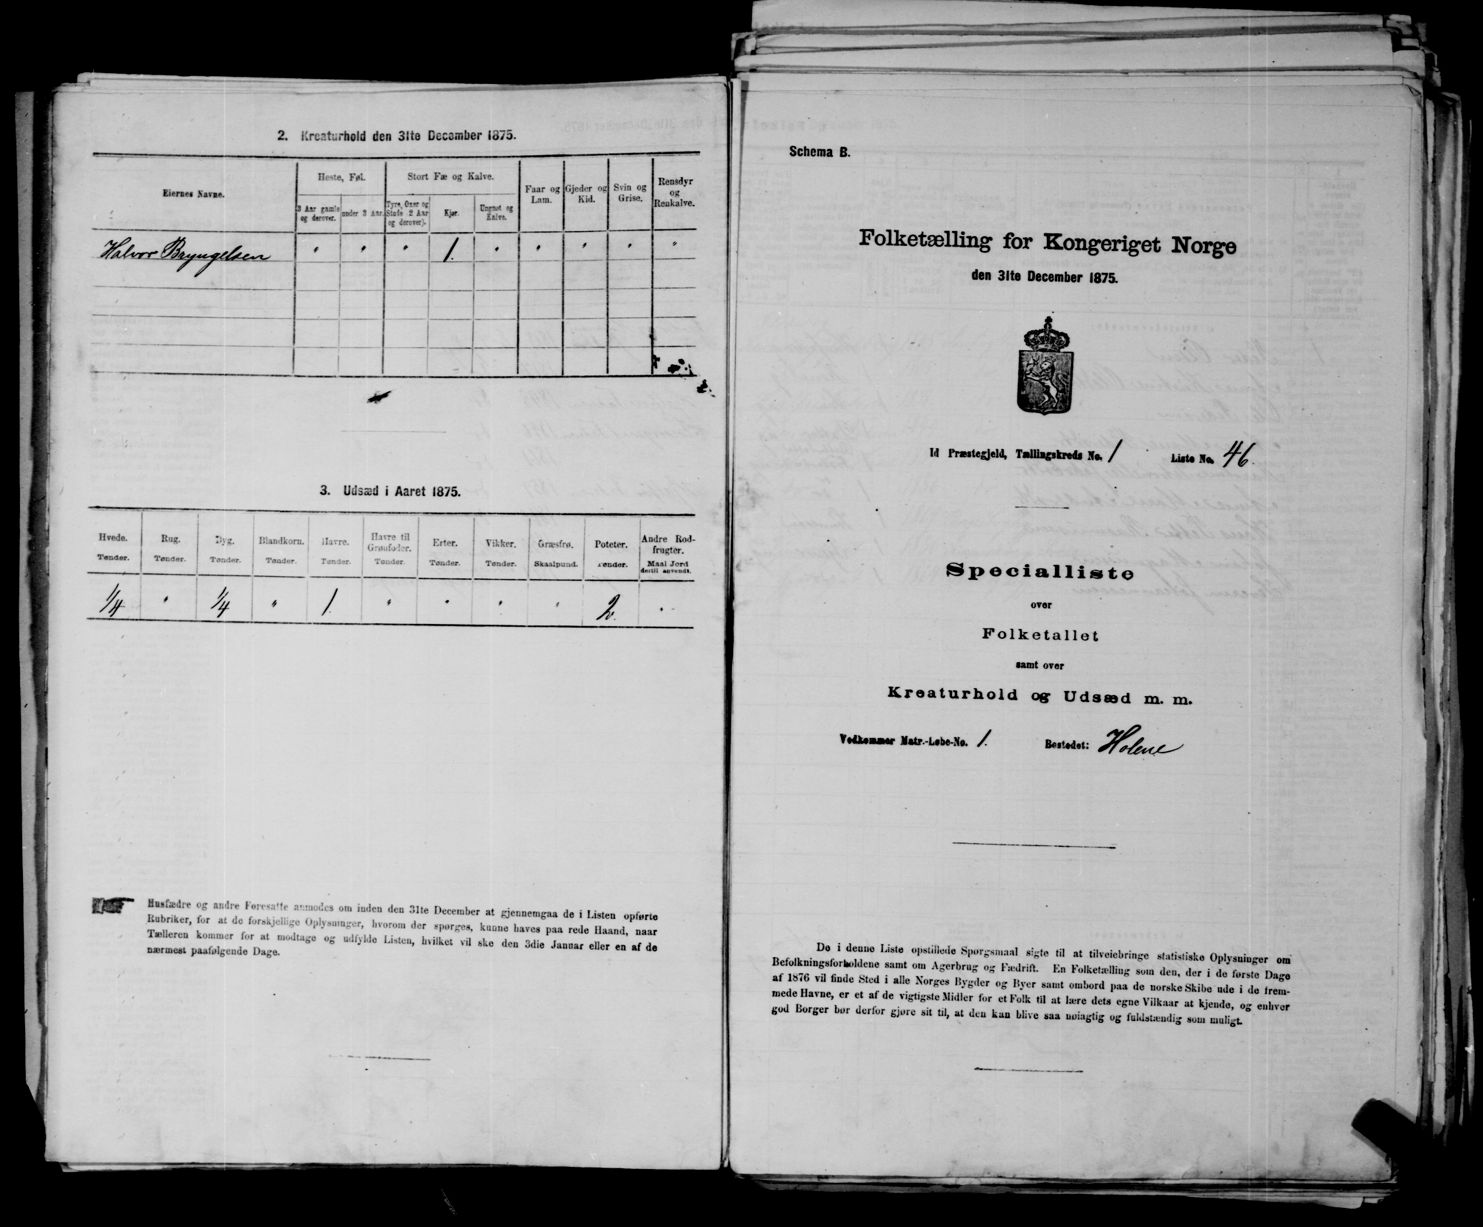 2. Kreaturhold den 31te December 1875.
Eiernes Navne.
Heste, Føl.
Stort Fæ og Kalve.
Faar og Lam.
Gjeder og Kid.
Svin og Grise.
Rensdyr og Renkalve.
3 Aar gamle og derover.
under 3 Aar.
Tyre, Oxer og Stude 2 Aar og derover).
Kjør.
Ungnøt og Kalve.
Halvor Bryngelsen " " " 1. " " " " "
3. Udsæd i Aaret 1875.
Hvede. Rug. Byg. Blandkorn. Havre. Havre til Grønfoder. Erter. Vikker. Græsfrø. Poteter. Andre Rodfrugter.
Tønder. Tønder. Tønder. Tønder. Tønder. Tønder. Tønder. Tønder. Skaalpund. Tønder. Maal Jord dertil anvendt.
1/4 " 1/4 " 1 " " " " 2. "
Husfædre og andre Foresatte anmodes om inden den 31te December at gjennemgaa de i Listen opførte
Rubriker, for at de forskjellige Oplysninger, hvorom der spørges, kunne haves paa rede Haand, naar
Tælleren kommer for at modtage og udfylde Listen, hvilket vil ske den 3die Januar eller en af de
nærmest paafølgende Dage.
Schema B.
Folketælling for Kongeriget Norge
den 31te December 1875.
Id Præstegjeld, Tællingskreds No. 1 Liste No. 46.
Specialliste
over
Folketallet
samt over
Kreaturhold og Udsæd m. m.
Vedkommer Matr.-Løbe-No. 1. Bostedet: Holene
De i denne Liste opstillede Spørgsmaal sigte til at tilveiebringe statistiske Oplysninger om
Befolkningsforholdene samt om Agerbrug og Fædrift. En Folketælling som den, der i de første Dage
af 1876 vil finde Sted i alle Norges Bygder og Byer samt ombord paa de norske Skibe ude i de frem-
mede Havne, er et af de vigtigste Midler for et Folk til at lære dets egne Vilkaar at kjende, og enhver
god Borger bør derfor gjøre sit til, at den kan blive saa nøiagtig og fuldstændig som muligt.